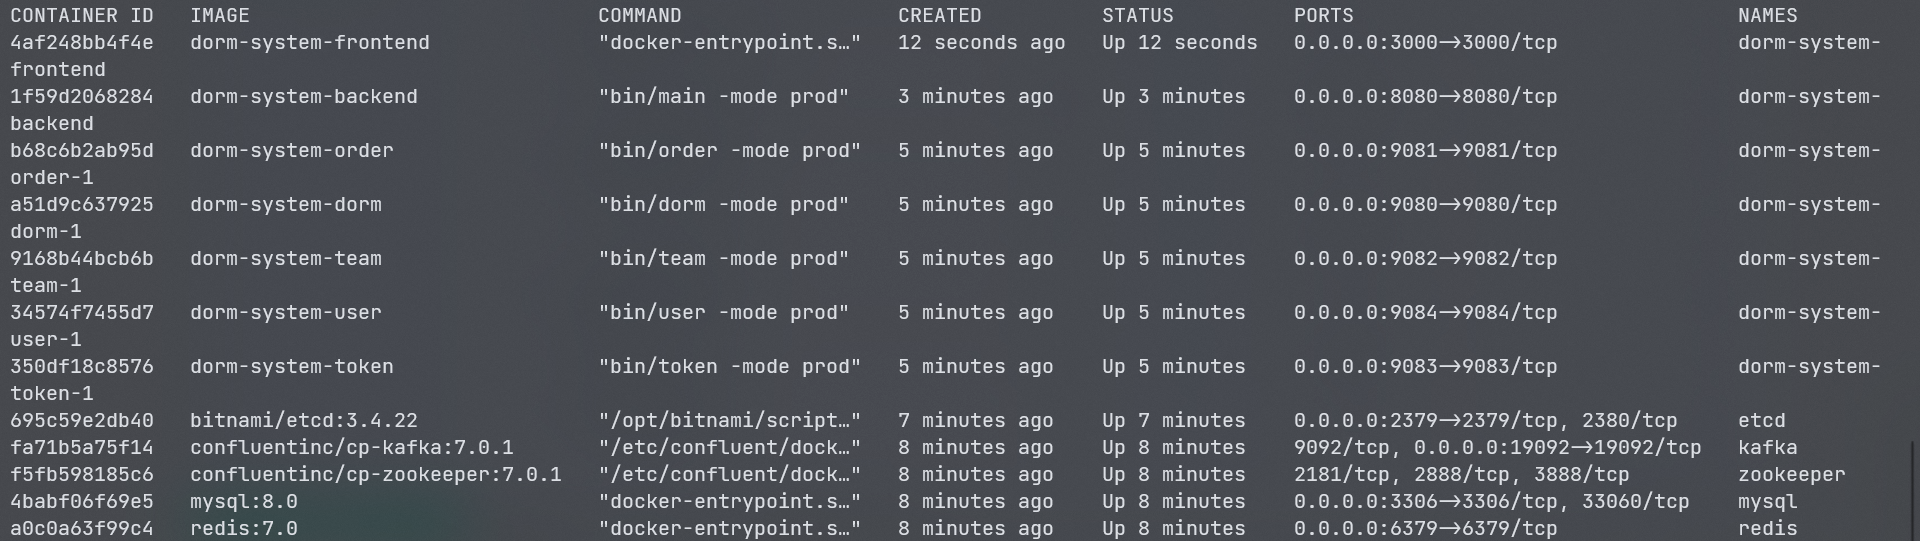 CONTAINER ID   IMAGE                             COMMAND                  CREATED          STATUS          PORTS                                NAMES
4af248bb4f4e   dorm-system-frontend              "docker-entrypoint.s…"   12 seconds ago   Up 12 seconds   0.0.0.0:3000->3000/tcp               dorm-system-
frontend
1f59d2068284   dorm-system-backend               "bin/main -mode prod"    3 minutes ago    Up 3 minutes    0.0.0.0:8080->8080/tcp               dorm-system-
backend
b68c6b2ab95d   dorm-system-order                 "bin/order -mode prod"   5 minutes ago    Up 5 minutes    0.0.0.0:9081->9081/tcp               dorm-system-
order-1
a51d9c637925   dorm-system-dorm                  "bin/dorm -mode prod"    5 minutes ago    Up 5 minutes    0.0.0.0:9080->9080/tcp               dorm-system-
dorm-1
9168b44bcb6b   dorm-system-team                  "bin/team -mode prod"    5 minutes ago    Up 5 minutes    0.0.0.0:9082->9082/tcp               dorm-system-
team-1
34574f7455d7   dorm-system-user                  "bin/user -mode prod"    5 minutes ago    Up 5 minutes    0.0.0.0:9084->9084/tcp               dorm-system-
user-1
350df18c8576   dorm-system-token                 "bin/token -mode prod"   5 minutes ago    Up 5 minutes    0.0.0.0:9083->9083/tcp               dorm-system-
token-1
695c59e2db40   bitnami/etcd:3.4.22               "/opt/bitnami/script…"   7 minutes ago    Up 7 minutes    0.0.0.0:2379->2379/tcp, 2380/tcp     etcd
fa71b5a75f14   confluentinc/cp-kafka:7.0.1       "/etc/confluent/dock…"   8 minutes ago    Up 8 minutes    9092/tcp, 0.0.0.0:19092->19092/tcp   kafka
f5fb598185c6   confluentinc/cp-zookeeper:7.0.1   "/etc/confluent/dock…"   8 minutes ago    Up 8 minutes    2181/tcp, 2888/tcp, 3888/tcp         zookeeper
4babf06f69e5   mysql:8.0                         "docker-entrypoint.s…"   8 minutes ago    Up 8 minutes    0.0.0.0:3306->3306/tcp, 33060/tcp    mysql
a0c0a63f99c4   redis:7.0                         "docker-entrypoint.s…"   8 minutes ago    Up 8 minutes    0.0.0.0:6379->6379/tcp               redis